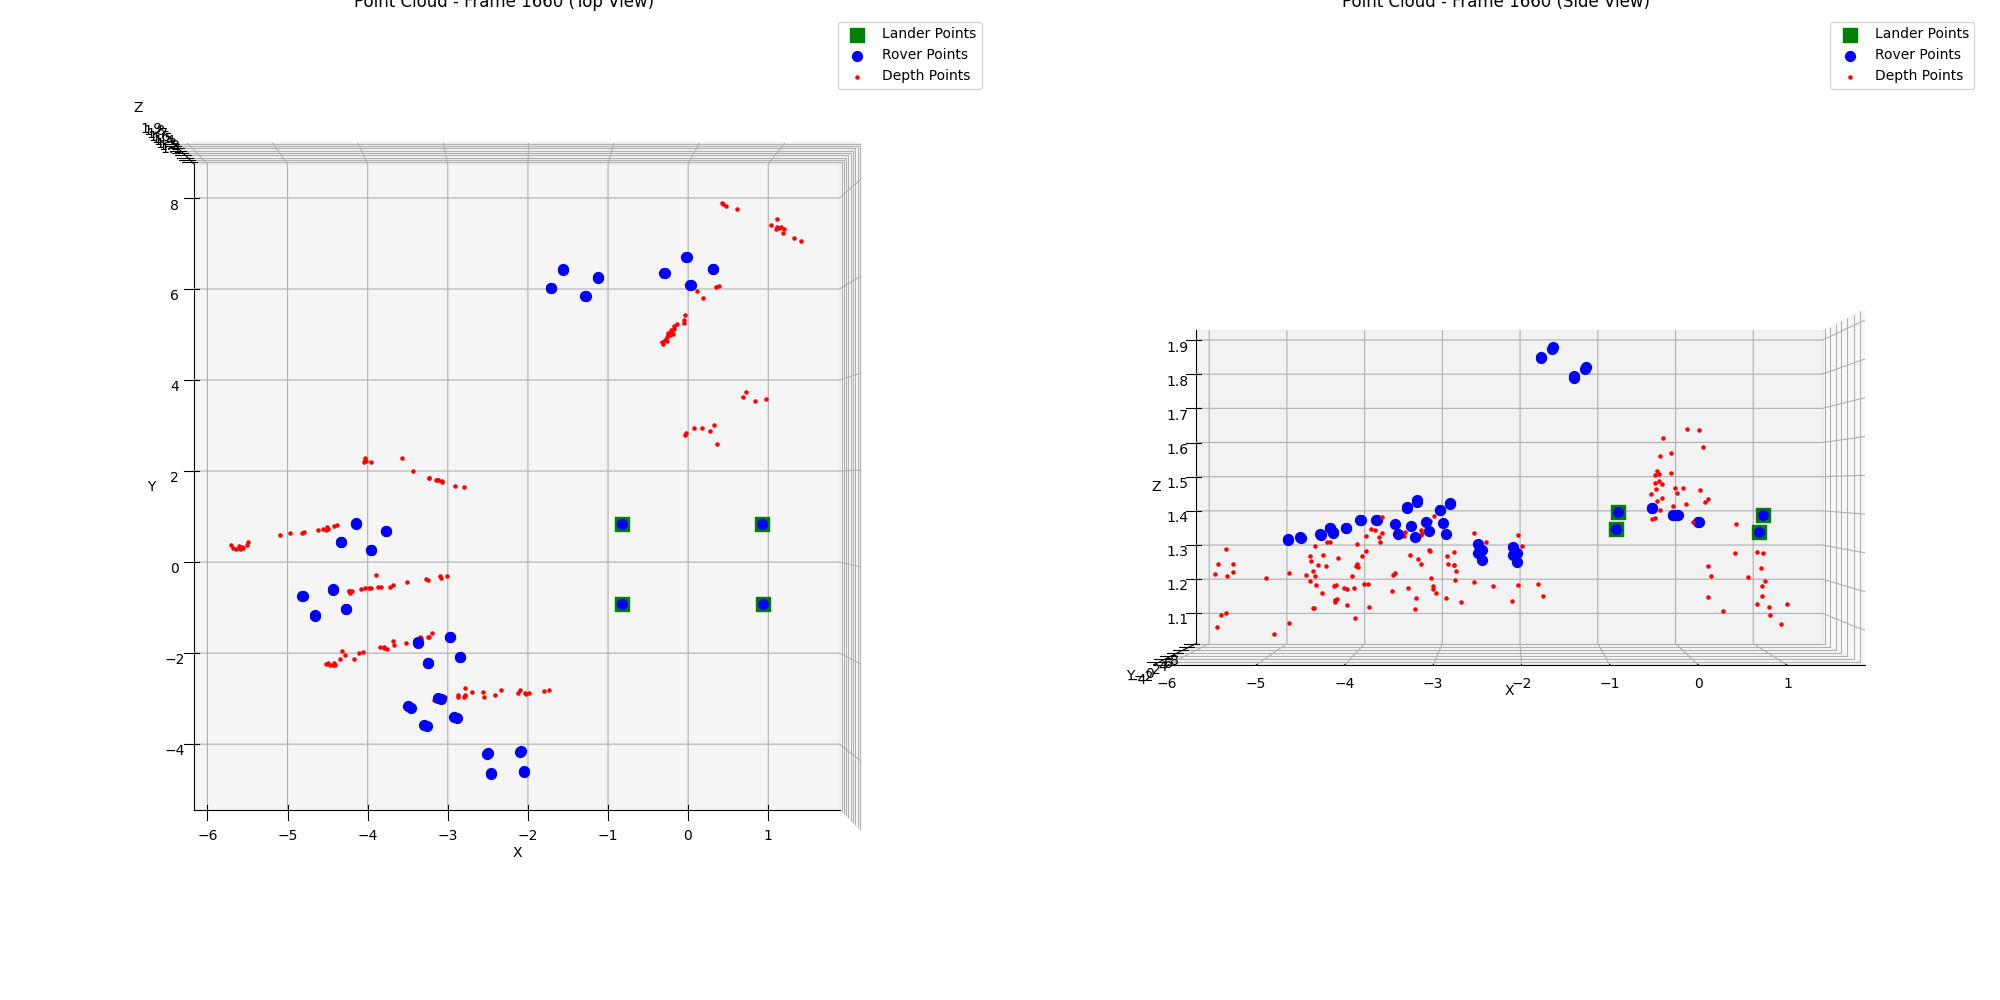 Point Cloud - Frame 1660 (Top View)
Lander Points
Rover Points
Depth Points
Z
8
6
4
2
0
−2
−4
Y
−6
−5
−4
−3
−2
−1
0
1
X
Point Cloud - Frame 1660 (Side View)
Lander Points
Rover Points
Depth Points
1.9
1.8
1.7
1.6
1.5
1.4
1.3
1.2
1.1
Z
Y
−6
−5
−4
−3
−2
−1
0
1
X